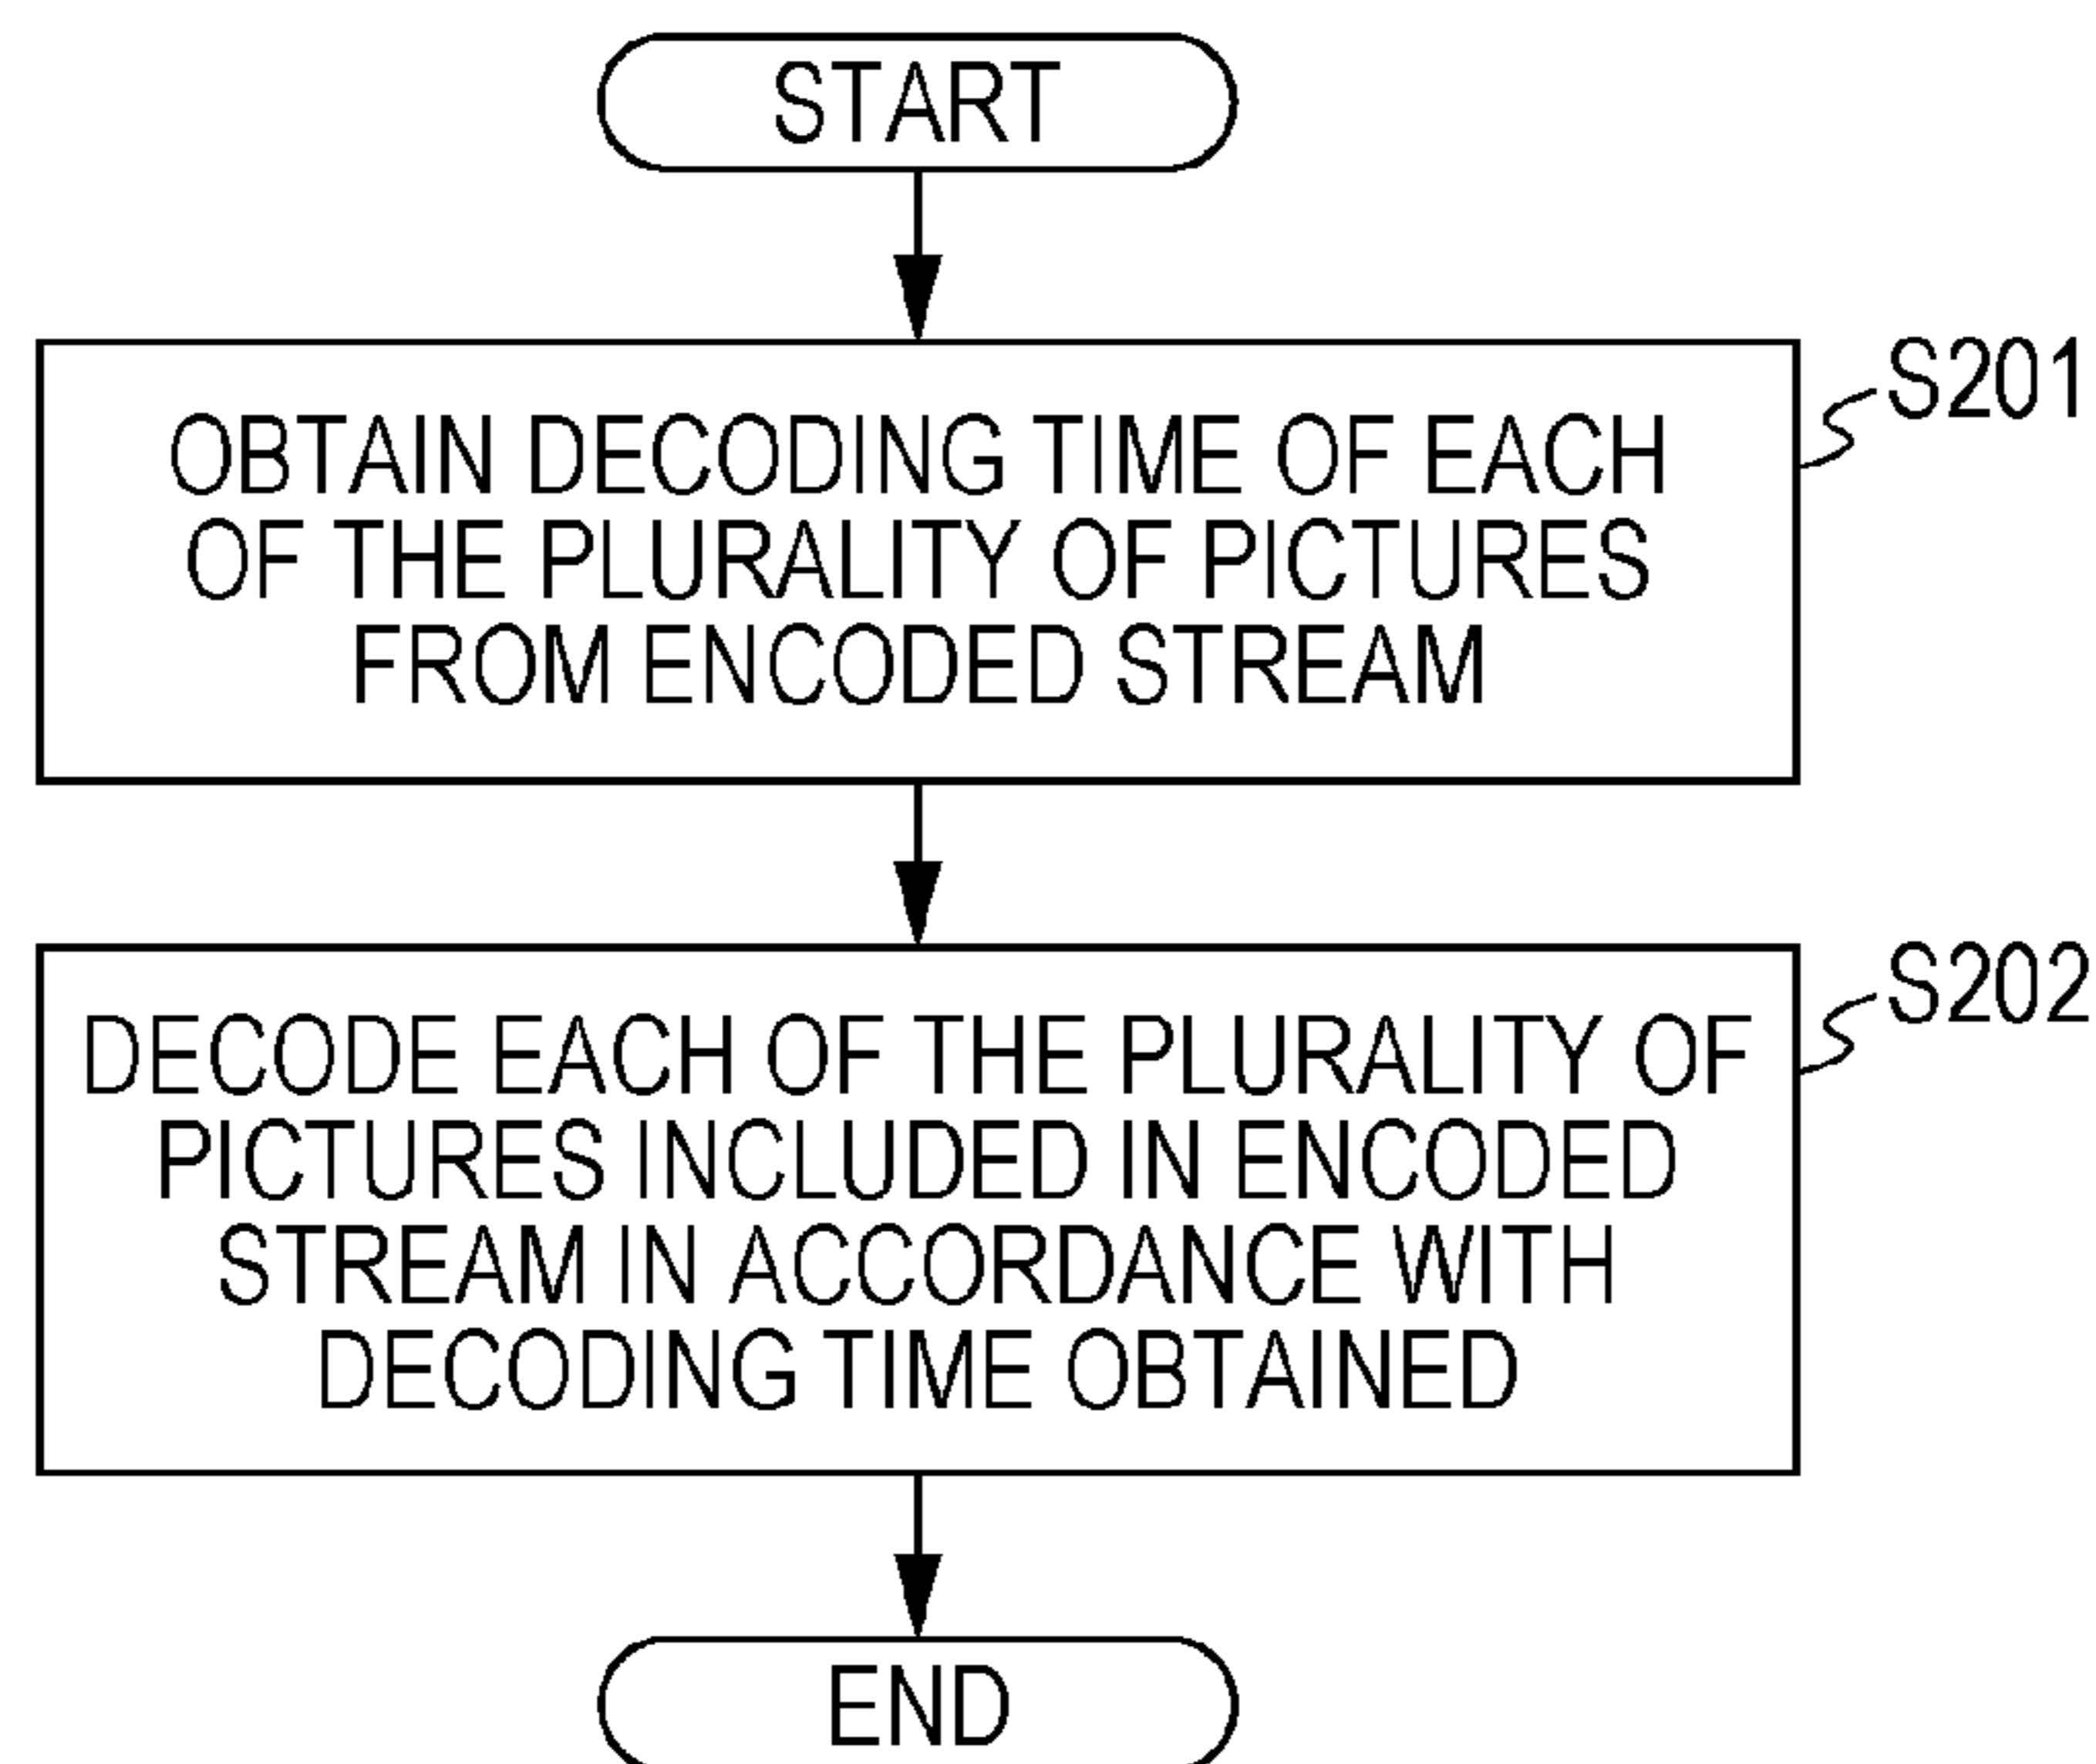 START
S201
OBTAIN DECODING TIME OF EACH
OF THE PLURALITY OF PICTURES
FROM ENCODED STREAM
S202
DECODE EACH OF THE PLURALITY OF
PICTURES INCLUDED IN ENCODED
STREAM IN ACCORDANCE WITH
DECODING TIME OBTAINED
END